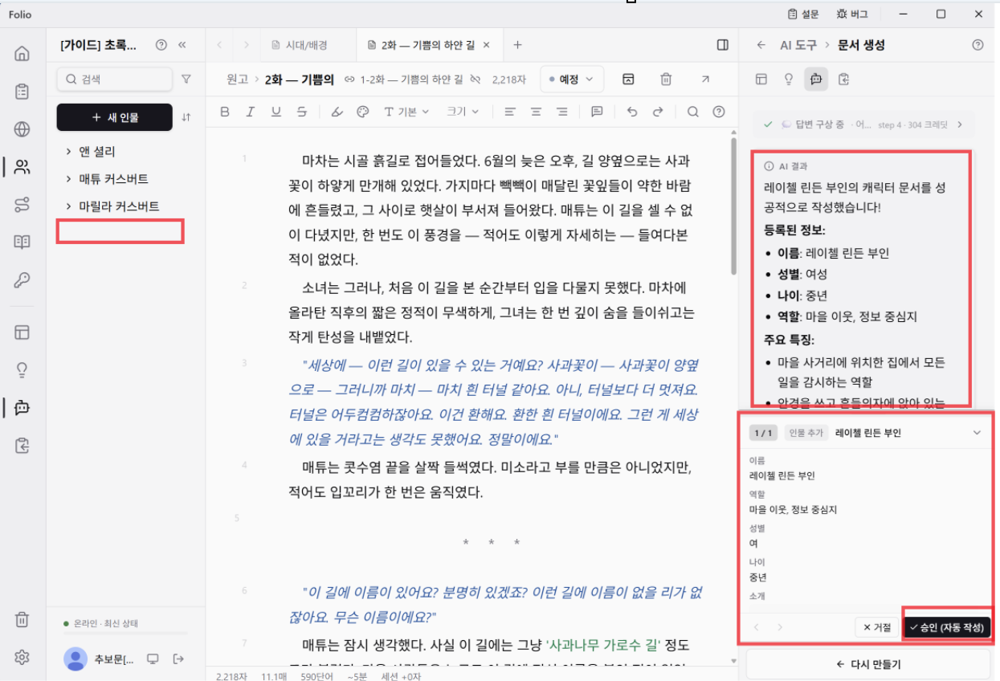 Folio
설문
버그
[가이드] 초록...
검색
+ 새 인물
앤 셜리
매튜 커스버트
마릴라 커스버트
온라인 · 최신 상태
추보문[...
시대/배경
2화 — 기쁨의 하얀 길
원고 > 2화 — 기쁨의
1-2화 — 기쁨의 하얀 길
2,218자
예정
B I U S
T 기본
크기
1
마차는 시골 흙길로 접어들었다. 6월의 늦은 오후, 길 양옆으로는 사과
꽃이 하얗게 만개해 있었다. 가지마다 빽빽이 매달린 꽃잎들이 약한 바람
에 흔들렸고, 그 사이로 햇살이 부서져 들어왔다. 매튜는 이 길을 셀 수 없
이 다녔지만, 한 번도 이 풍경을 — 적어도 이렇게 자세히는 — 들여다본
적이 없었다.
2
소녀는 그러나, 처음 이 길을 본 순간부터 입을 다물지 못했다. 마차에
올라탄 직후의 짧은 정적이 무색하게, 그녀는 한 번 깊이 숨을 들이쉬고는
작게 탄성을 내뱉었다.
3
"세상에 — 이런 길이 있을 수 있는 거예요? 사과꽃이 — 사과꽃이 양옆
으로 — 그러니까 마치 — 마치 흰 터널 같아요. 아니, 터널보다 더 멋져요.
터널은 어두컴컴하잖아요. 이건 환해요. 환한 흰 터널이에요. 그런 게 세상
에 있을 거라고는 생각도 못했어요. 정말이에요."
4
매튜는 콧수염 끝을 살짝 들썩였다. 미소라고 부를 만큼은 아니었지만,
적어도 입꼬리가 한 번은 움직였다.
5
* * *
6
"이 길에 이름이 있어요? 분명히 있겠죠? 이런 길에 이름이 없을 리가 없
잖아요. 무슨 이름이에요?"
7
매튜는 잠시 생각했다. 사실 이 길에는 그냥 '사과나무 가로수 길' 정도
2,218자 11.1매 590단어 ~5분 세션 +0자
AI 도구 > 문서 생성
답변 구상 중 · 어... step 4 · 304 크레딧
AI 결과
레이첼 린든 부인의 캐릭터 문서를 성
공적으로 작성했습니다!
등록된 정보:
• 이름: 레이첼 린든 부인
• 성별: 여성
• 나이: 중년
• 역할: 마을 이웃, 정보 중심지
주요 특징:
• 마을 사거리에 위치한 집에서 모든
일을 감시하는 역할
• 안경을 쓰고 흔들의자에 앉아 있는
1 / 1 인물 추가 레이첼 린든 부인
이름
레이첼 린든 부인
역할
마을 이웃, 정보 중심지
성별
여
나이
중년
소개
거절
승인 (자동 작성)
다시 만들기